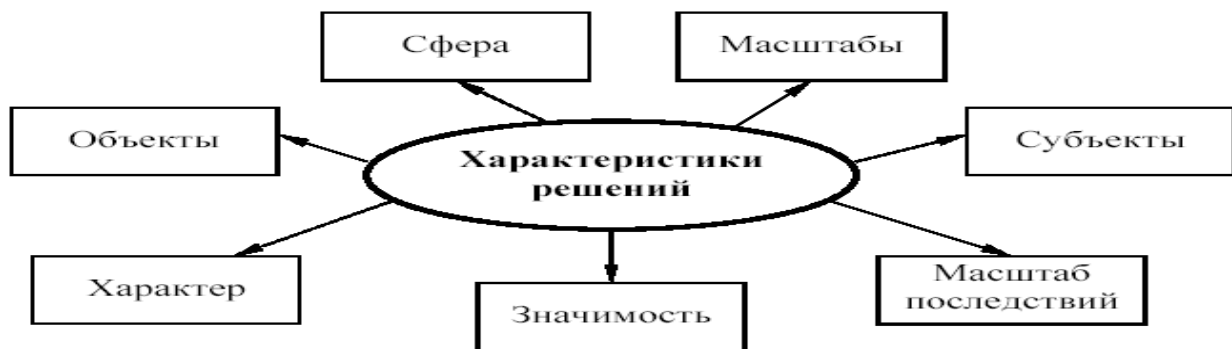 Сфера
Масштабы
Объекты
Характеристики
решений
Субъекты
Характер
Значимость
Масштаб
последствий